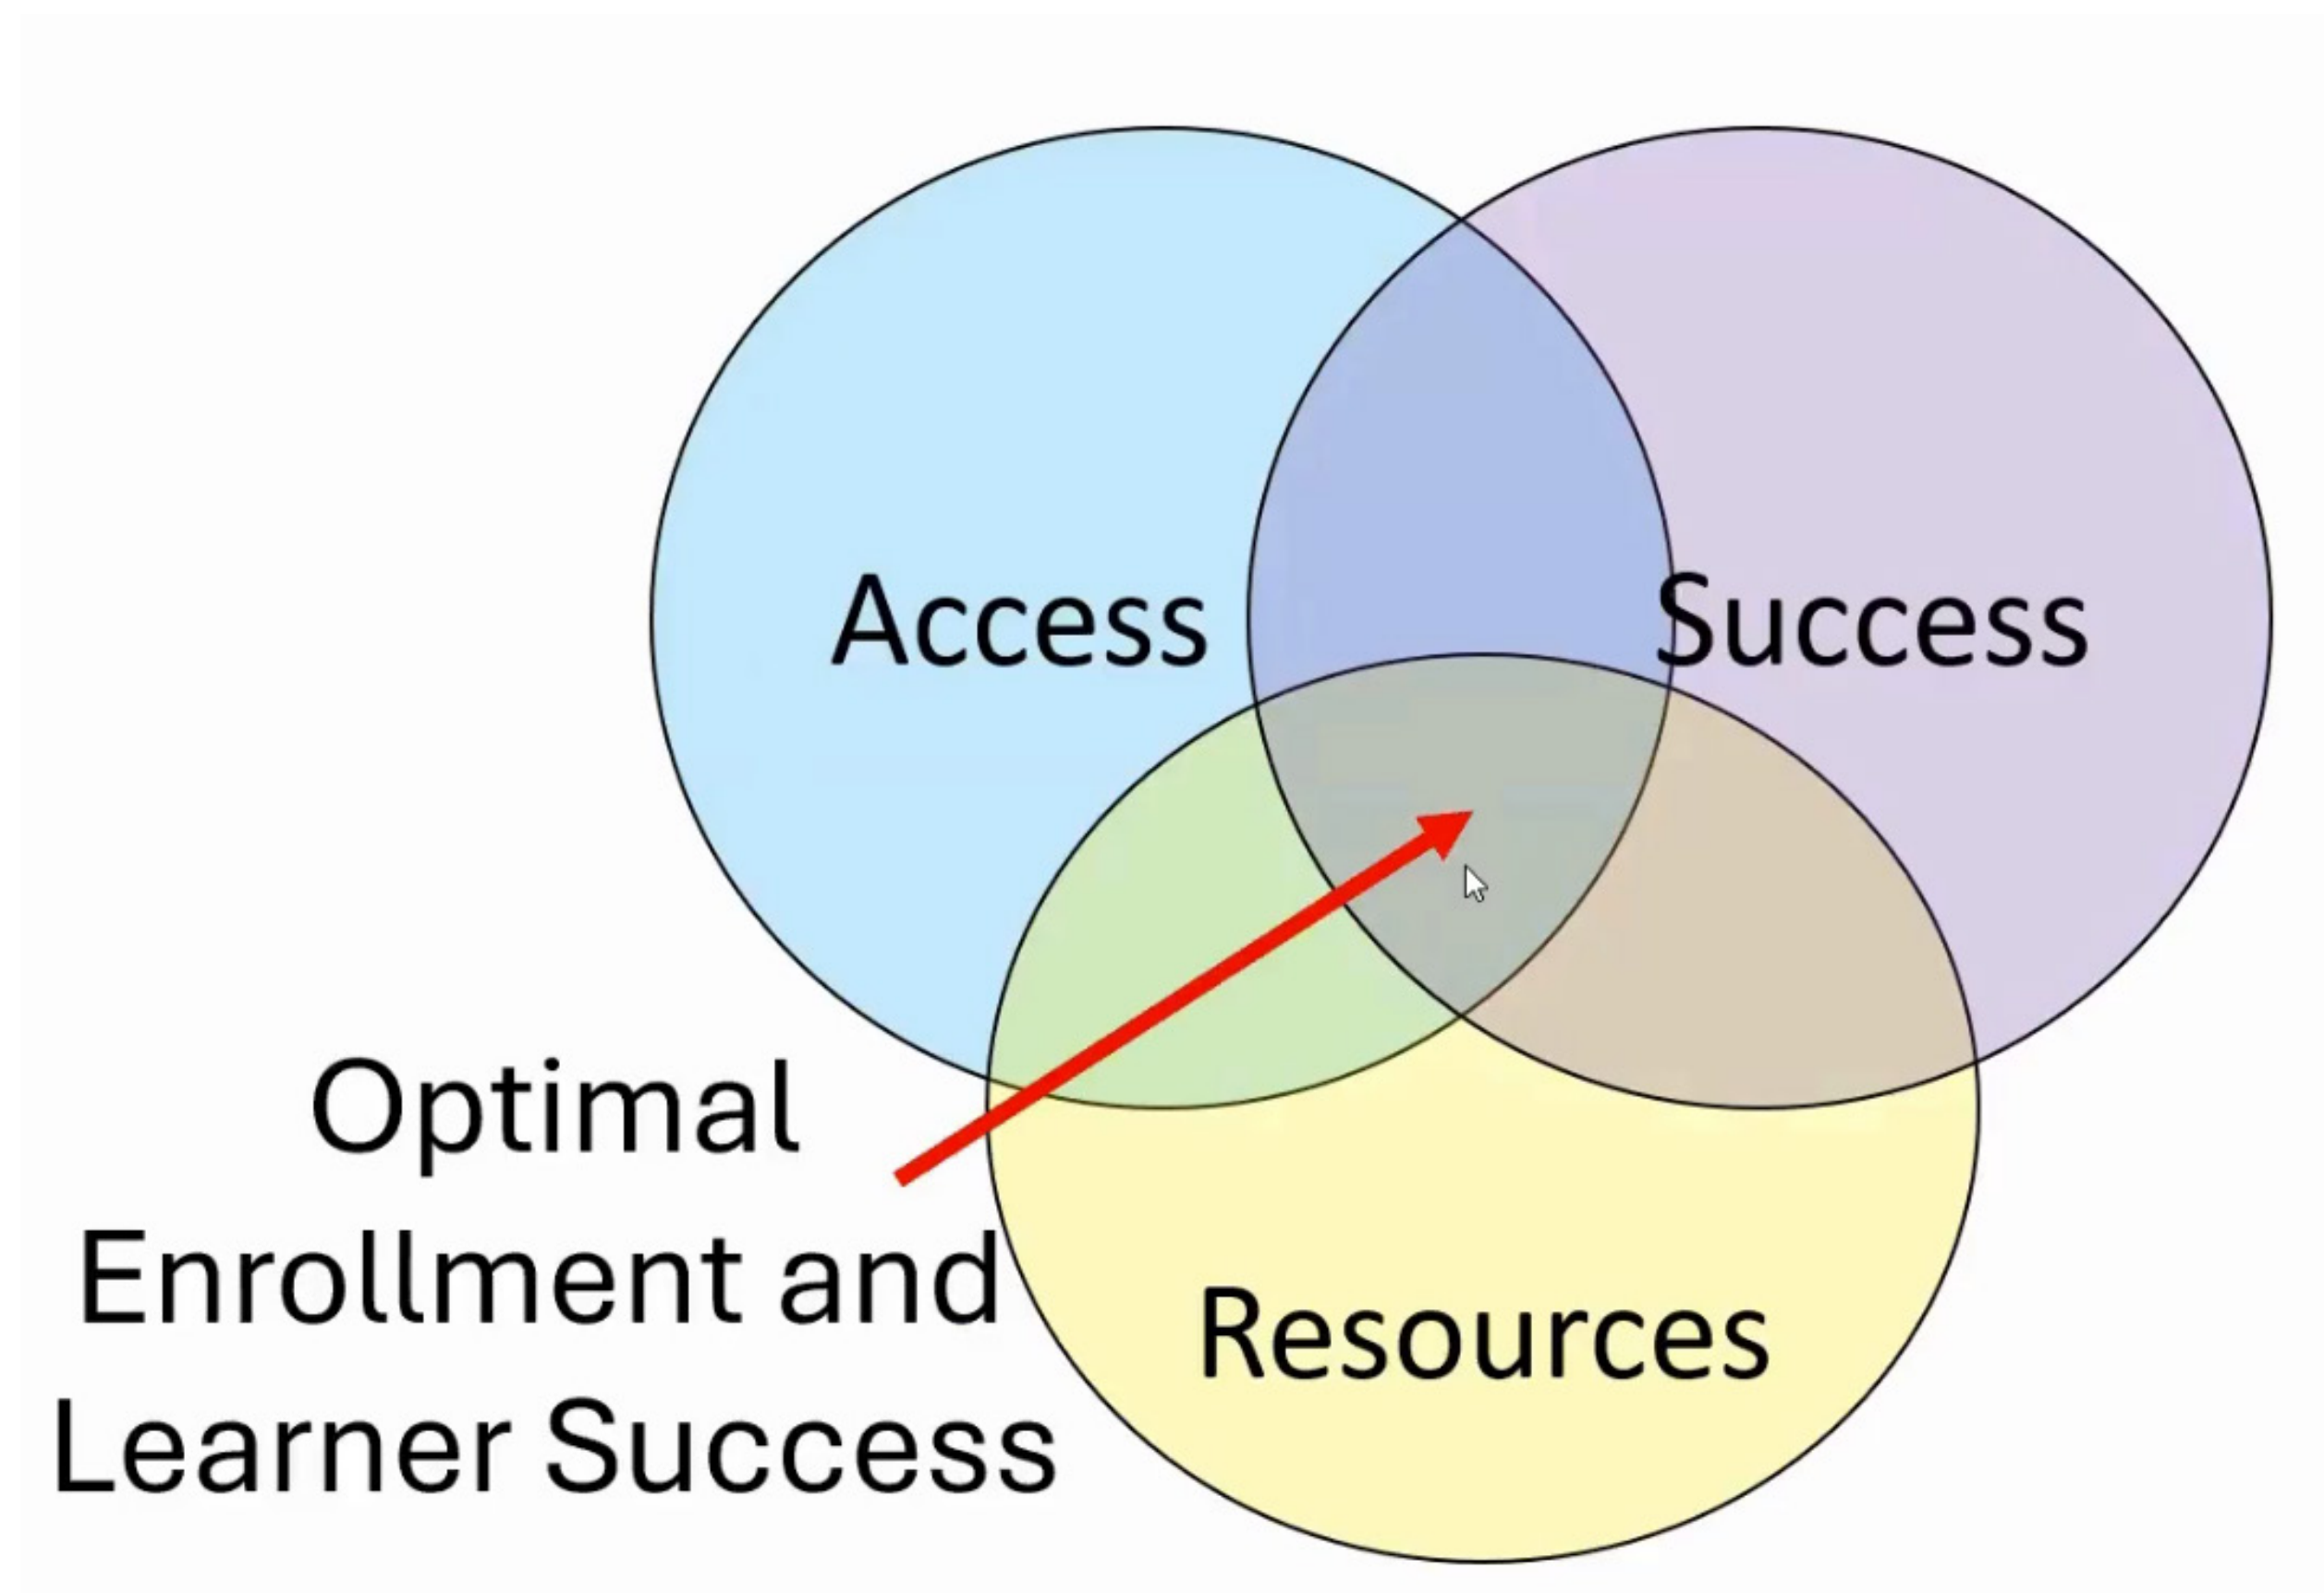 Access
Success
Optimal
Enrollment and
Learner Success
Resources